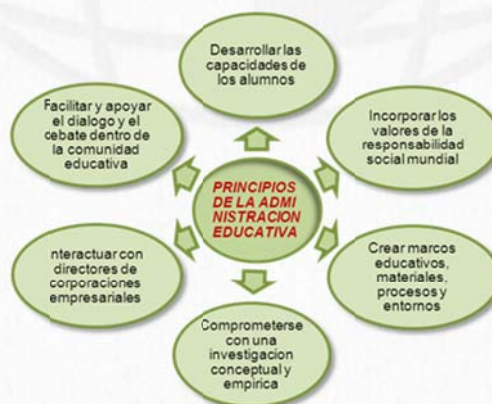 Desarrollar las
capacidades de
los alumnos
Facilitar y apoyar
el dialogo y el
cebate dentro de
la comunidad
educativa
Incorporar los
valores de la
responsabilidad
social mundial
PRINCIPIOS
DE LA ADMI
NISTRACION
EDUCATIVA
nteractuar con
directores de
corporaciones
empresariales
Crear marcos
educativos,
materiales,
procesos y
entornos
Comprometerse
con una
investigacion
conceptual y
empirica